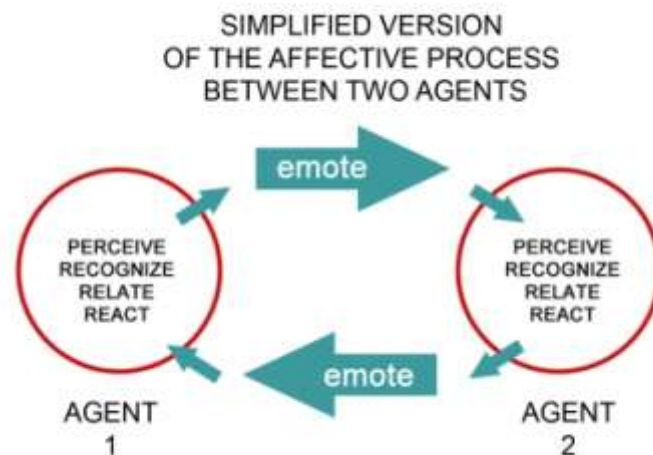 SIMPLIFIED VERSION
OF THE AFFECTIVE PROCESS
BETWEEN TWO AGENTS
emote
PERCEIVE
RECOGNIZE
RELATE
REACT
PERCEIVE
RECOGNIZE
RELATE
REACT
emote
AGENT
1
AGENT
2